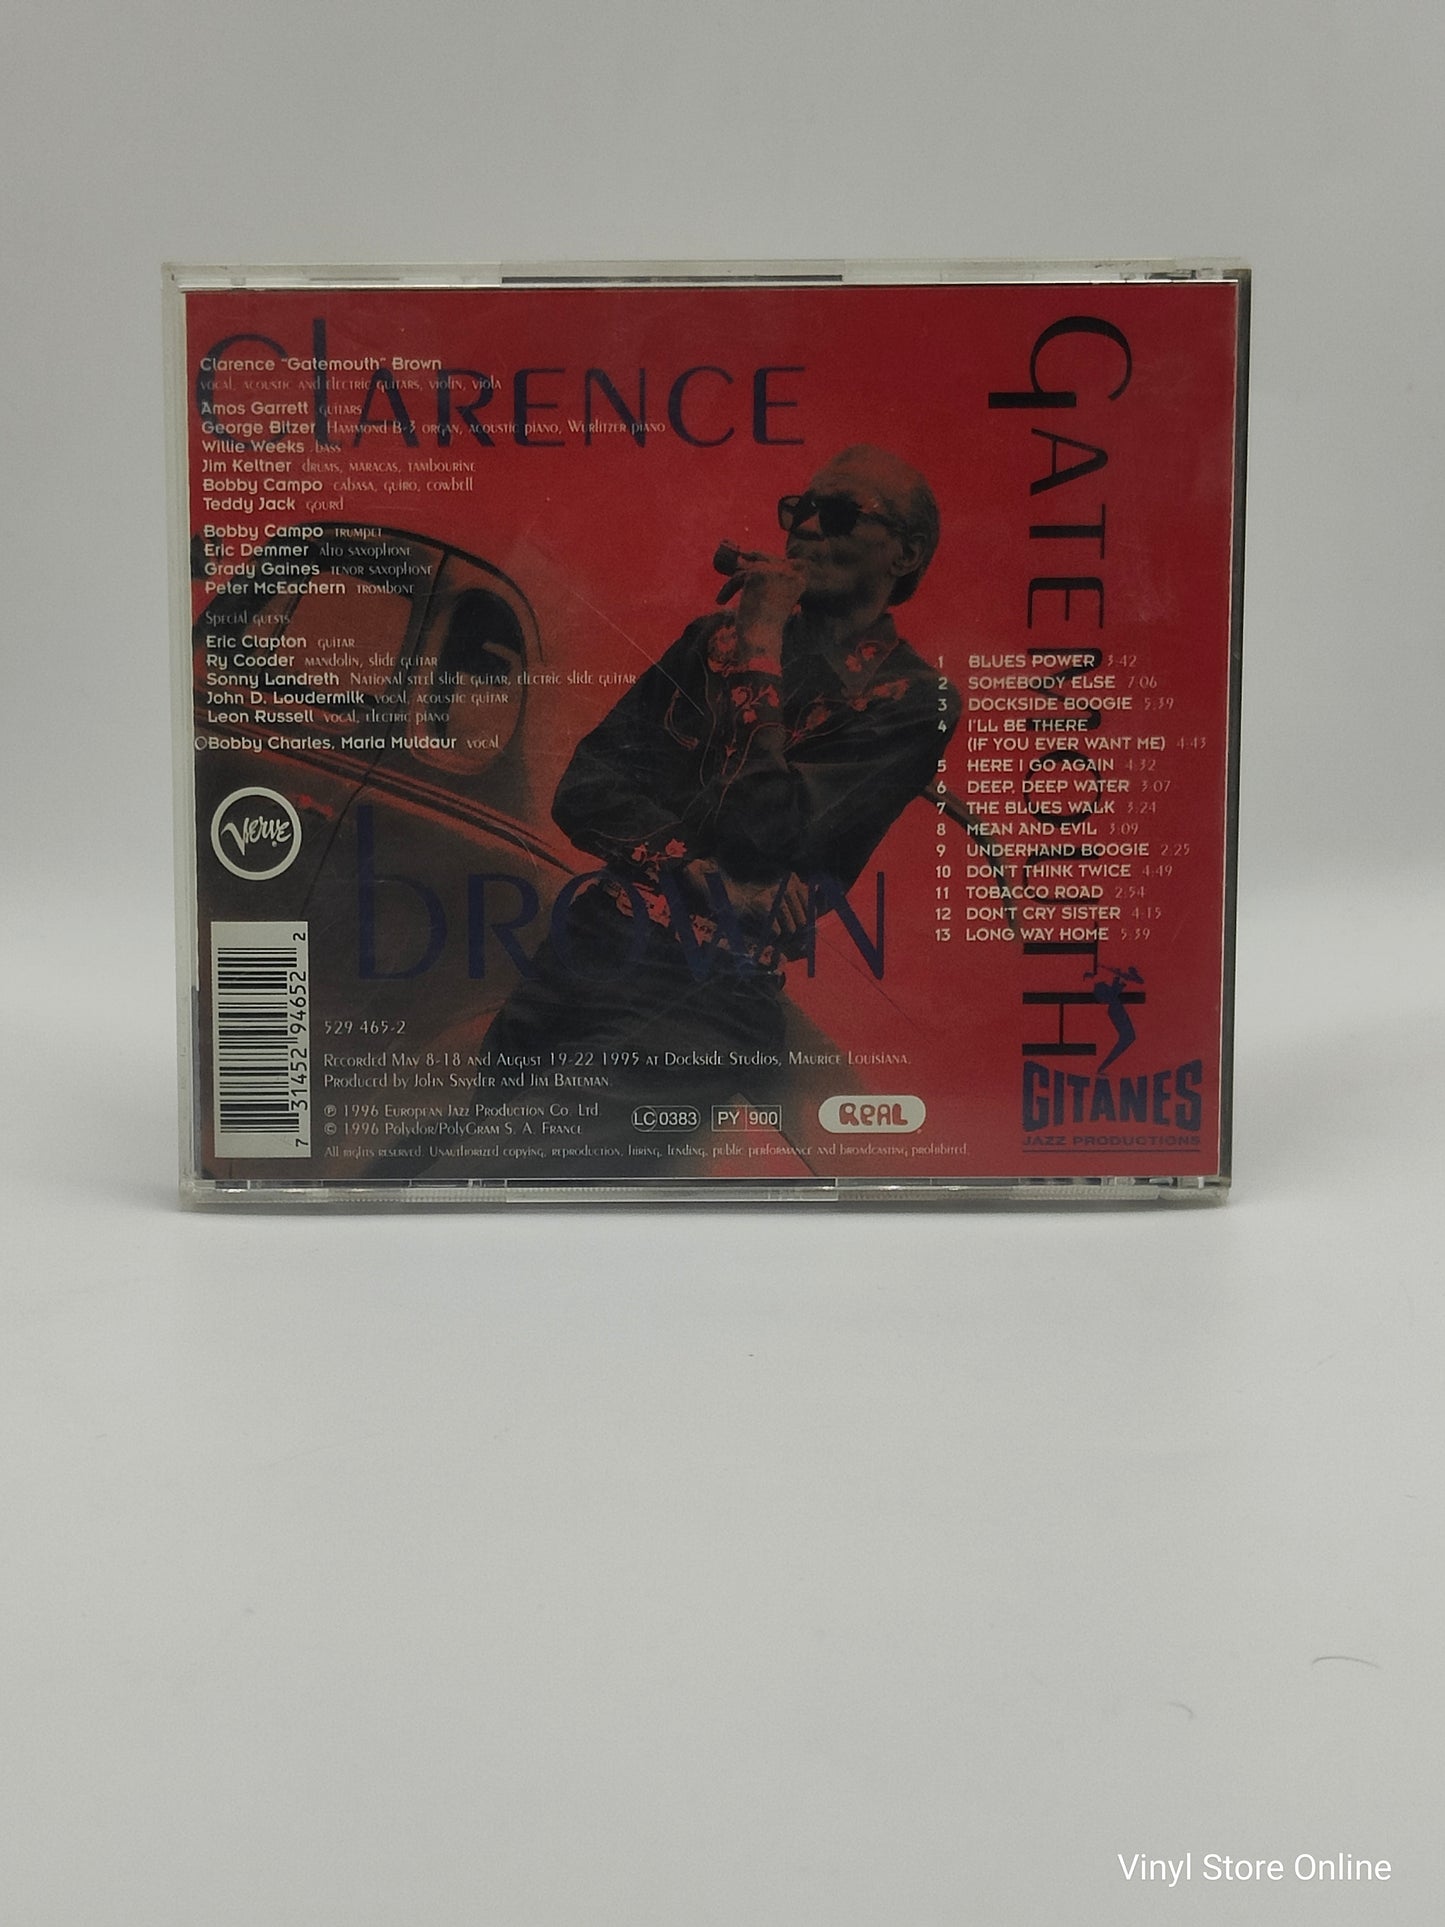 Clarence
Clarence "Gatemouth" Brown
vocal, acoustic and electric guitars, violin, viola
Amos Garrett guitars
George Bitzer Hammond B-3 organ, acoustic piano, Wurlitzer piano
Willie Weeks bass
Jim Keltner drums, maracas, tambourine
Bobby Campo cabasa, guiro, cowbell
Teddy Jack gourd
Bobby Campo trumpet
Eric Demmer alto saxophone
Grady Gaines tenor saxophone
Peter McEachern trombone
Special guests
Eric Clapton guitar
Ry Cooder mandolin, slide guitar
Sonny Landreth National steel slide guitar, electric slide guitar
John D. Loudermilk vocal, acoustic guitar
Leon Russell vocal, electric piano
Bobby Charles, Maria Muldaur vocal
Verve
brown
Gatemouth
1 BLUES POWER 3:42
2 SOMEBODY ELSE 7:06
3 DOCKSIDE BOOGIE 5:39
4 I'LL BE THERE
(IF YOU EVER WANT ME) 4:43
5 HERE I GO AGAIN 4:32
6 DEEP, DEEP WATER 3:07
7 THE BLUES WALK 3:24
8 MEAN AND EVIL 3:09
9 UNDERHAND BOOGIE 2:25
10 DON'T THINK TWICE 4:49
11 TOBACCO ROAD 2:54
12 DON'T CRY SISTER 4:15
13 LONG WAY HOME 5:39
7 31452 94652 2
529 465-2
Recorded May 8-18 and August 19-22 1995 at Dockside Studios, Maurice Louisiana.
Produced by John Snyder and Jim Bateman.
℗ 1996 European Jazz Production Co. Ltd.
© 1996 Polydor/PolyGram S. A. France
LC 0383 PY 900
REAL
GITANES
JAZZ PRODUCTIONS
All rights reserved. Unauthorized copying, reproduction, hiring, lending, public performance and broadcasting prohibited.
Vinyl Store Online